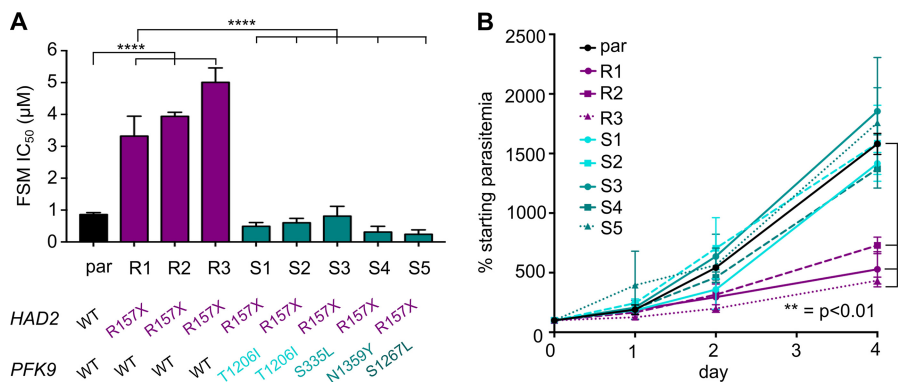 A
****
****
FSM IC50 (µM)
6
5
4
3
2
1
0
par R1 R2 R3 S1 S2 S3 S4 S5
HAD2 WT R157X R157X R157X R157X R157X R157X R157X R157X
PFK9 WT WT WT WT T1206I T1206I S335L N1359Y S1267L
B
% starting parasitemia
2500
2000
1500
1000
500
0
par
R1
R2
R3
S1
S2
S3
S4
S5
** = p<0.01
0 1 2 3 4
day